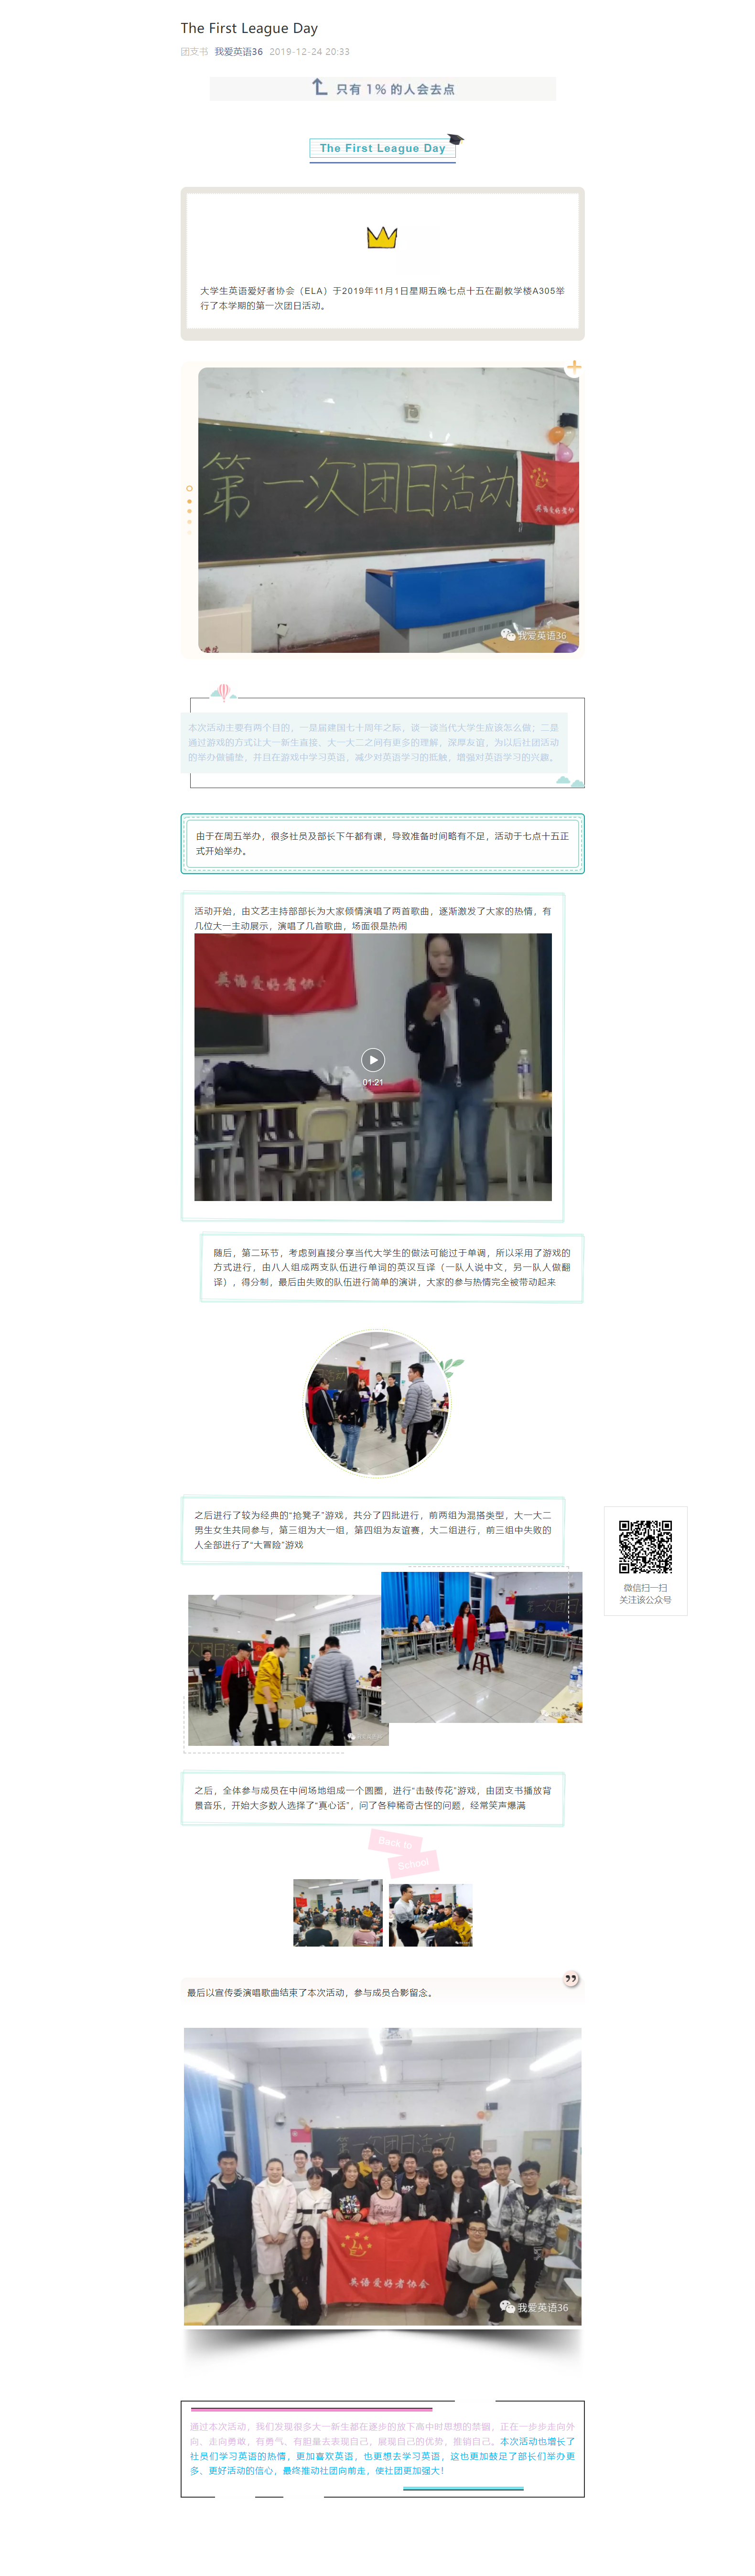 The First League Day
团支书 我爱英语36 2019-12-24 20:33
只有 1% 的人会去点
The First League Day
大学生英语爱好者协会（ELA）于2019年11月1日星期五晚七点十五在副教学楼A305举
行了本学期的第一次团日活动。
第一次团日活动
英语爱好者协
我爱英语36
本次活动主要有两个目的，一是届建国七十周年之际，谈一谈当代大学生应该怎么做；二是
通过游戏的方式让大一新生直接、大一大二之间有更多的理解，深厚友谊，为以后社团活动
的举办做铺垫，并且在游戏中学习英语，减少对英语学习的抵触，增强对英语学习的兴趣。
由于在周五举办，很多社员及部长下午都有课，导致准备时间略有不足，活动于七点十五正
式开始举办。
活动开始，由文艺主持部部长为大家倾情演唱了两首歌曲，逐渐激发了大家的热情，有
几位大一主动展示，演唱了几首歌曲，场面很是热闹
英语爱好者协会
01:21
随后，第二环节，考虑到直接分享当代大学生的做法可能过于单调，所以采用了游戏的
方式进行，由八人组成两支队伍进行单词的英汉互译（一队人说中文，另一队人做翻
译），得分制，最后由失败的队伍进行简单的演讲，大家的参与热情完全被带动起来
之后进行了较为经典的“抢凳子”游戏，共分了四批进行，前两组为混搭类型，大一大二
男生女生共同参与，第三组为大一组，第四组为友谊赛，大二组进行，前三组中失败的
人全部进行了“大冒险”游戏
微信扫一扫
关注该公众号
之后，全体参与成员在中间场地组成一个圆圈，进行“击鼓传花”游戏，由团支书播放背
景音乐，开始大多数人选择了“真心话”，问了各种稀奇古怪的问题，经常笑声爆满
Back to
School
最后以宣传委演唱歌曲结束了本次活动，参与成员合影留念。
第一次团日活动
英语爱好者协会
我爱英语36
通过本次活动，我们发现很多大一新生都在逐步的放下高中时思想的禁锢，正在一步步走向外
向、走向勇敢，有勇气、有胆量去表现自己，展现自己的优势，推销自己。本次活动也增长了
社员们学习英语的热情，更加喜欢英语，也更想去学习英语，这也更加鼓足了部长们举办更
多、更好活动的信心，最终推动社团向前走，使社团更加强大！